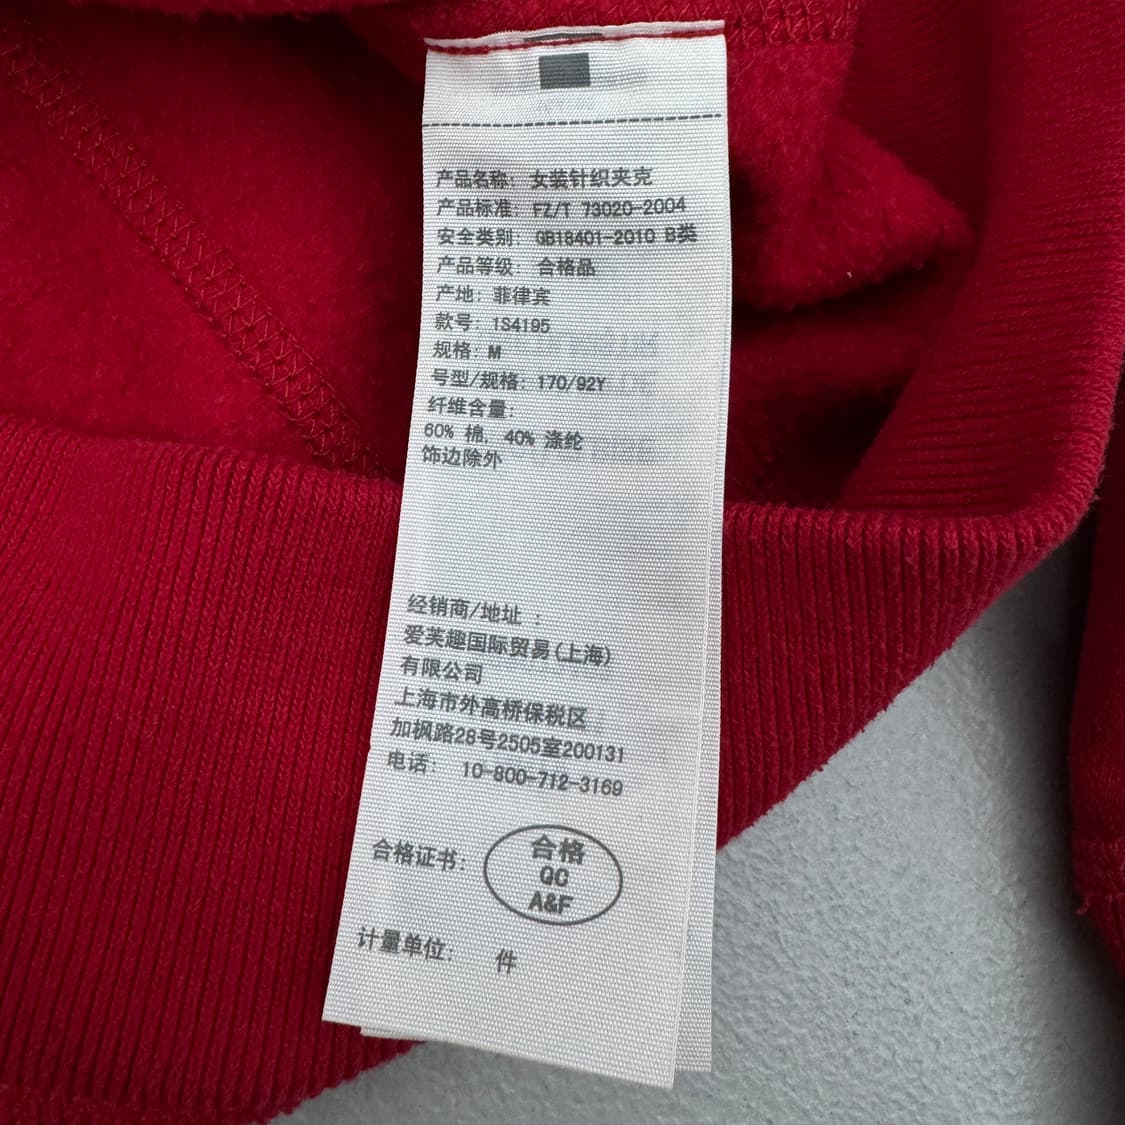 产品名称: 女装针织夹克
产品标准: FZ/T 73020-2004
安全类别: GB18401-2010 B类
产品等级: 合格品
产地: 菲律宾
款号: 1S4195
规格: M
号型/规格: 170/92Y
纤维含量:
60% 棉, 40% 涤纶
饰边除外
经销商/地址 :
爱芙趣国际贸易(上海)
有限公司
上海市外高桥保税区
加枫路28号2505室200131
电话: 10-800-712-3169
合格证书:
合格
QC
A&F
计量单位: 件